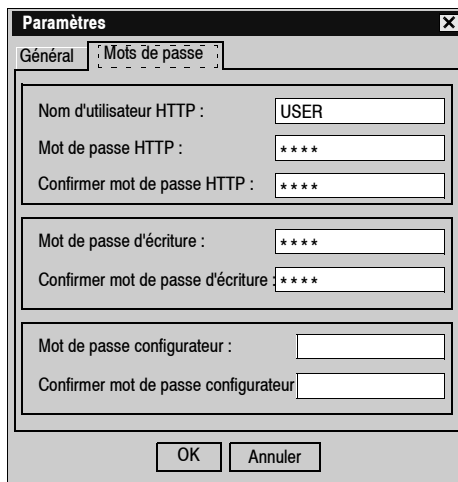 Paramètres
Général Mots de passe
Nom d'utilisateur HTTP : USER
Mot de passe HTTP : ****
Confirmer mot de passe HTTP : ****
Mot de passe d'écriture : ****
Confirmer mot de passe d'écriture : ****
Mot de passe configurateur :
Confirmer mot de passe configurateur
OK Annuler